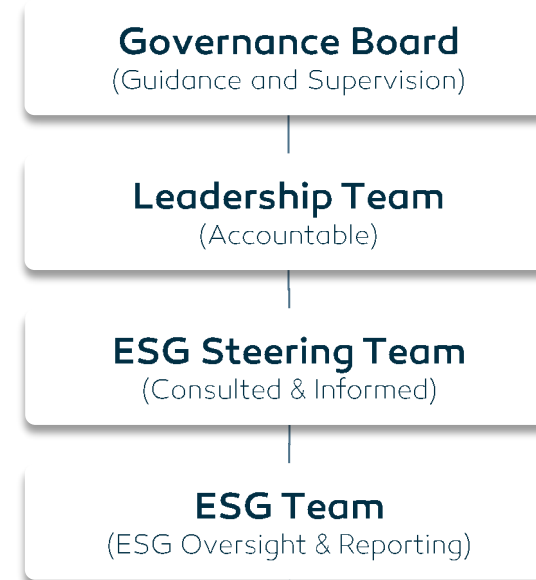 Governance Board
(Guidance and Supervision)
Leadership Team
(Accountable)
ESG Steering Team
(Consulted & Informed)
ESG Team
(ESG Oversight & Reporting)